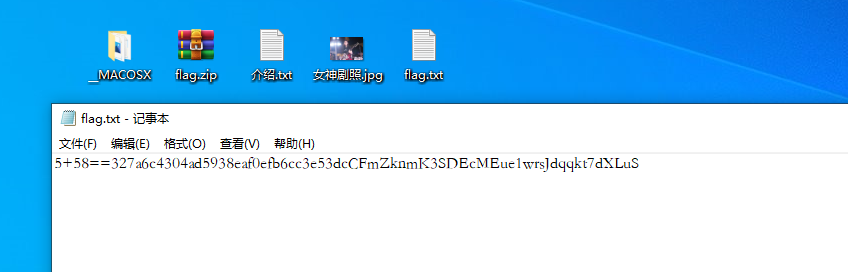 __MACOSX
flag.zip
介绍.txt
女神剧照.jpg
flag.txt
flag.txt - 记事本
文件(F) 编辑(E) 格式(O) 查看(V) 帮助(H)
5+58==327a6c4304ad5938eaf0efb6cc3e53dcCFmZknmK3SDEcMEue1wrsJdqqkt7dXLuS